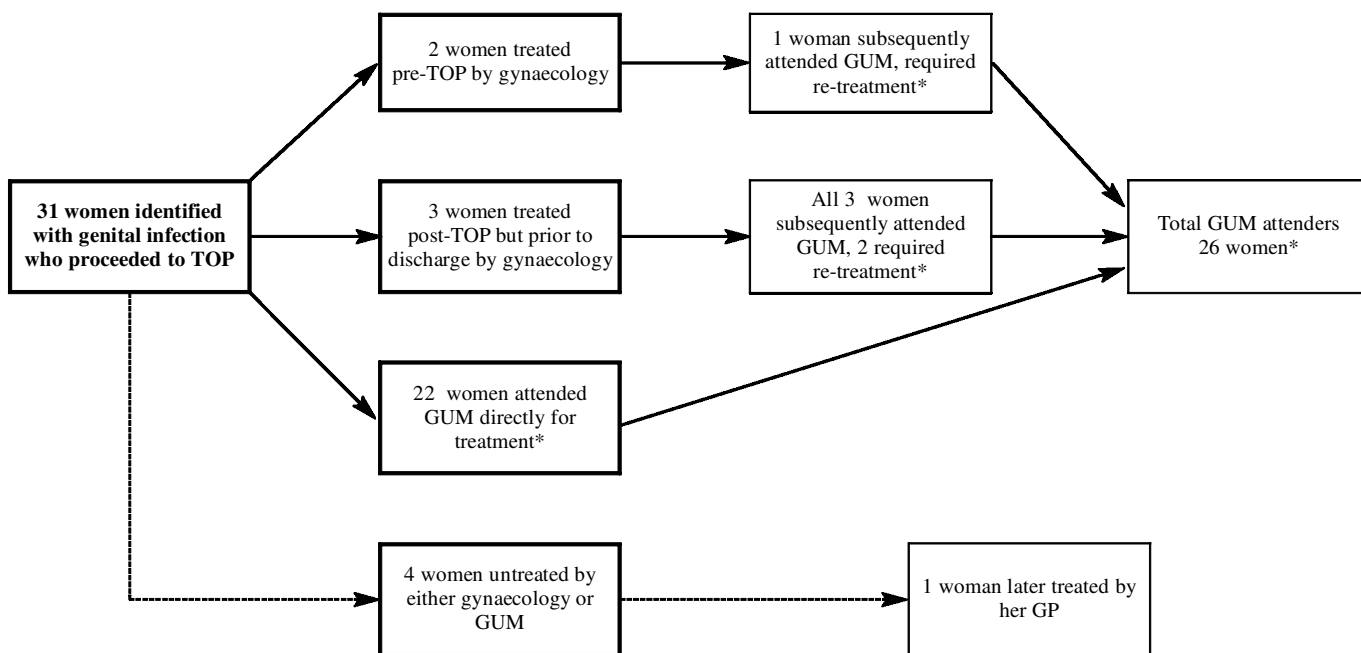 2 women treated
pre-TOP by gynaecology
1 woman subsequently
attended GUM, required
re-treatment*
31 women identified
with genital infection
who proceeded to TOP
3 women treated
post-TOP but prior to
discharge by gynaecology
All 3 women
subsequently attended
GUM, 2 required
re-treatment*
Total GUM attenders
26 women*
22 women attended
GUM directly for
treatment*
4 women untreated by
either gynaecology or
GUM
1 woman later treated by
her GP